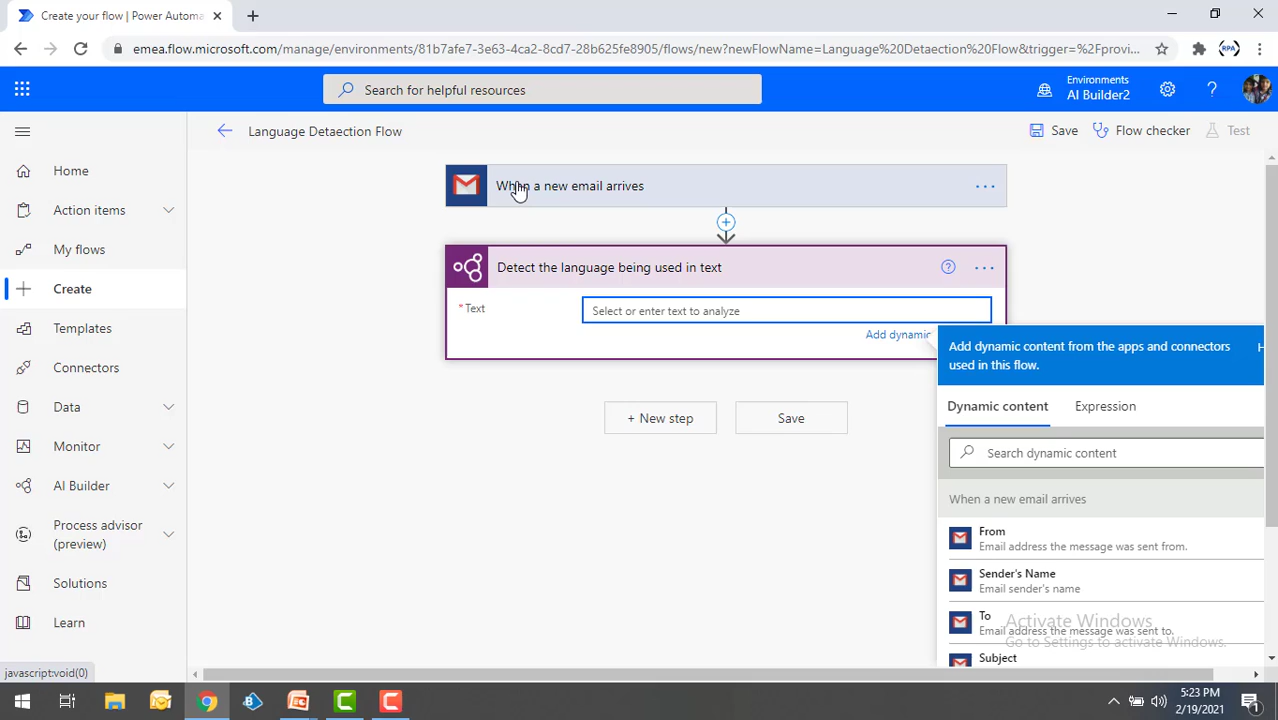 Create your flow | Power Automa
emea.flow.microsoft.com/manage/environments/81b7afe7-3e63-4ca2-8cd7-28b625fe8905/flows/new?newFlowName=Language%20Detaection%20Flow&trigger=%2Fprovi...
RPA
Search for helpful resources
Environments
AI Builder2
Language Detaection Flow
Save
Flow checker
Test
Home
Action items
My flows
Create
Templates
Connectors
Data
Monitor
AI Builder
Process advisor
(preview)
Solutions
Learn
When a new email arrives
Detect the language being used in text
*Text
Select or enter text to analyze
Add dynamic
+ New step
Save
Add dynamic content from the apps and connectors
used in this flow.
H
Dynamic content
Expression
Search dynamic content
When a new email arrives
From
Email address the message was sent from.
Sender's Name
Email sender's name
To
Email address the message was sent to.
Subject
Activate Windows
Go to Settings to activate Windows.
javascript:void(0)
5:23 PM
2/19/2021
1